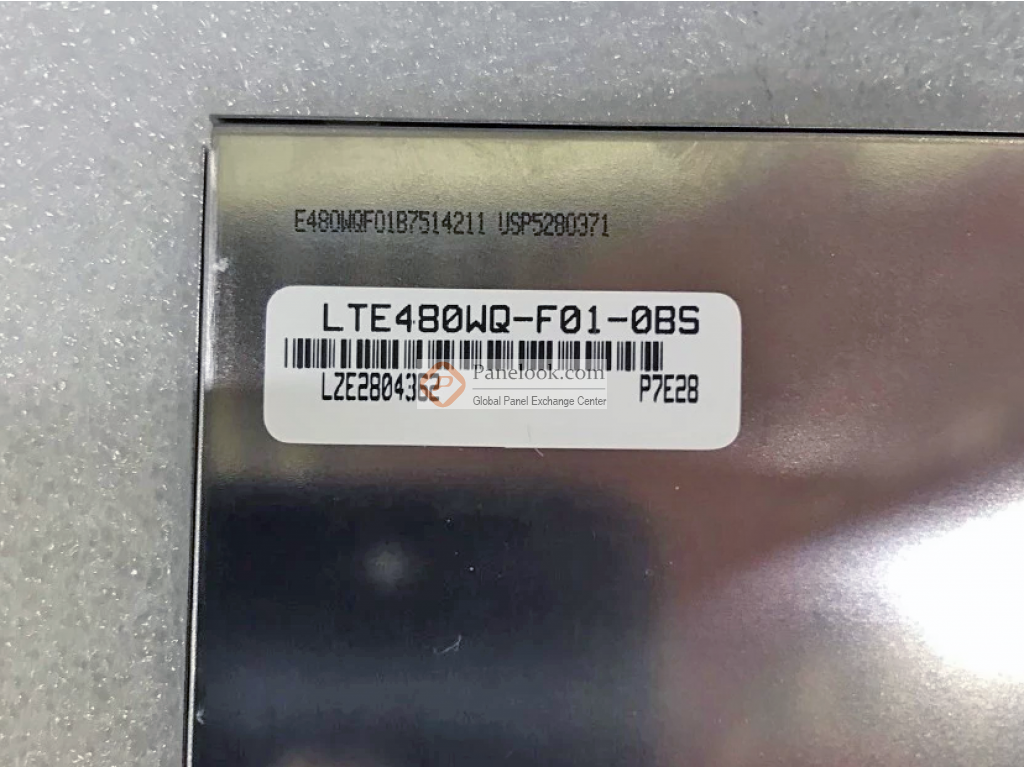 E480WQF01B7514211 USP5280371
LTE480WQ-F01-0BS
Panelook.com
LZE2804362 P7E28
Global Panel Exchange Center